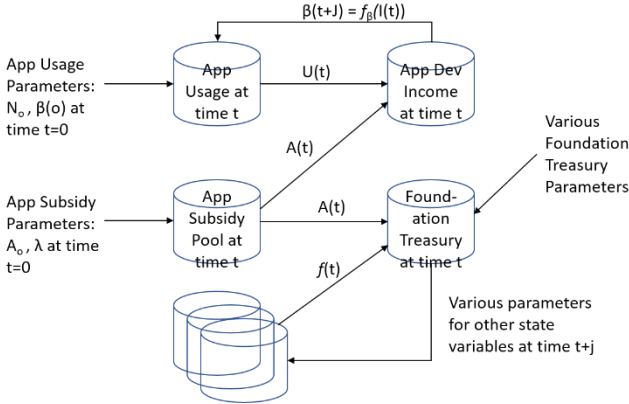 β(t+J) = fᵦ(I(t))
App Usage
Parameters:
Nₒ, β(o) at
time t=0
App
Usage at
time t
U(t)
App Dev
Income
at time t
A(t)
Various
Foundation
Treasury
Parameters
App Subsidy
Parameters:
Aₒ, λ at time
t=0
App
Subsidy
Pool at
time t
A(t)
Found-
ation
Treasury
at time t
f(t)
Various parameters
for other state
variables at time t+j